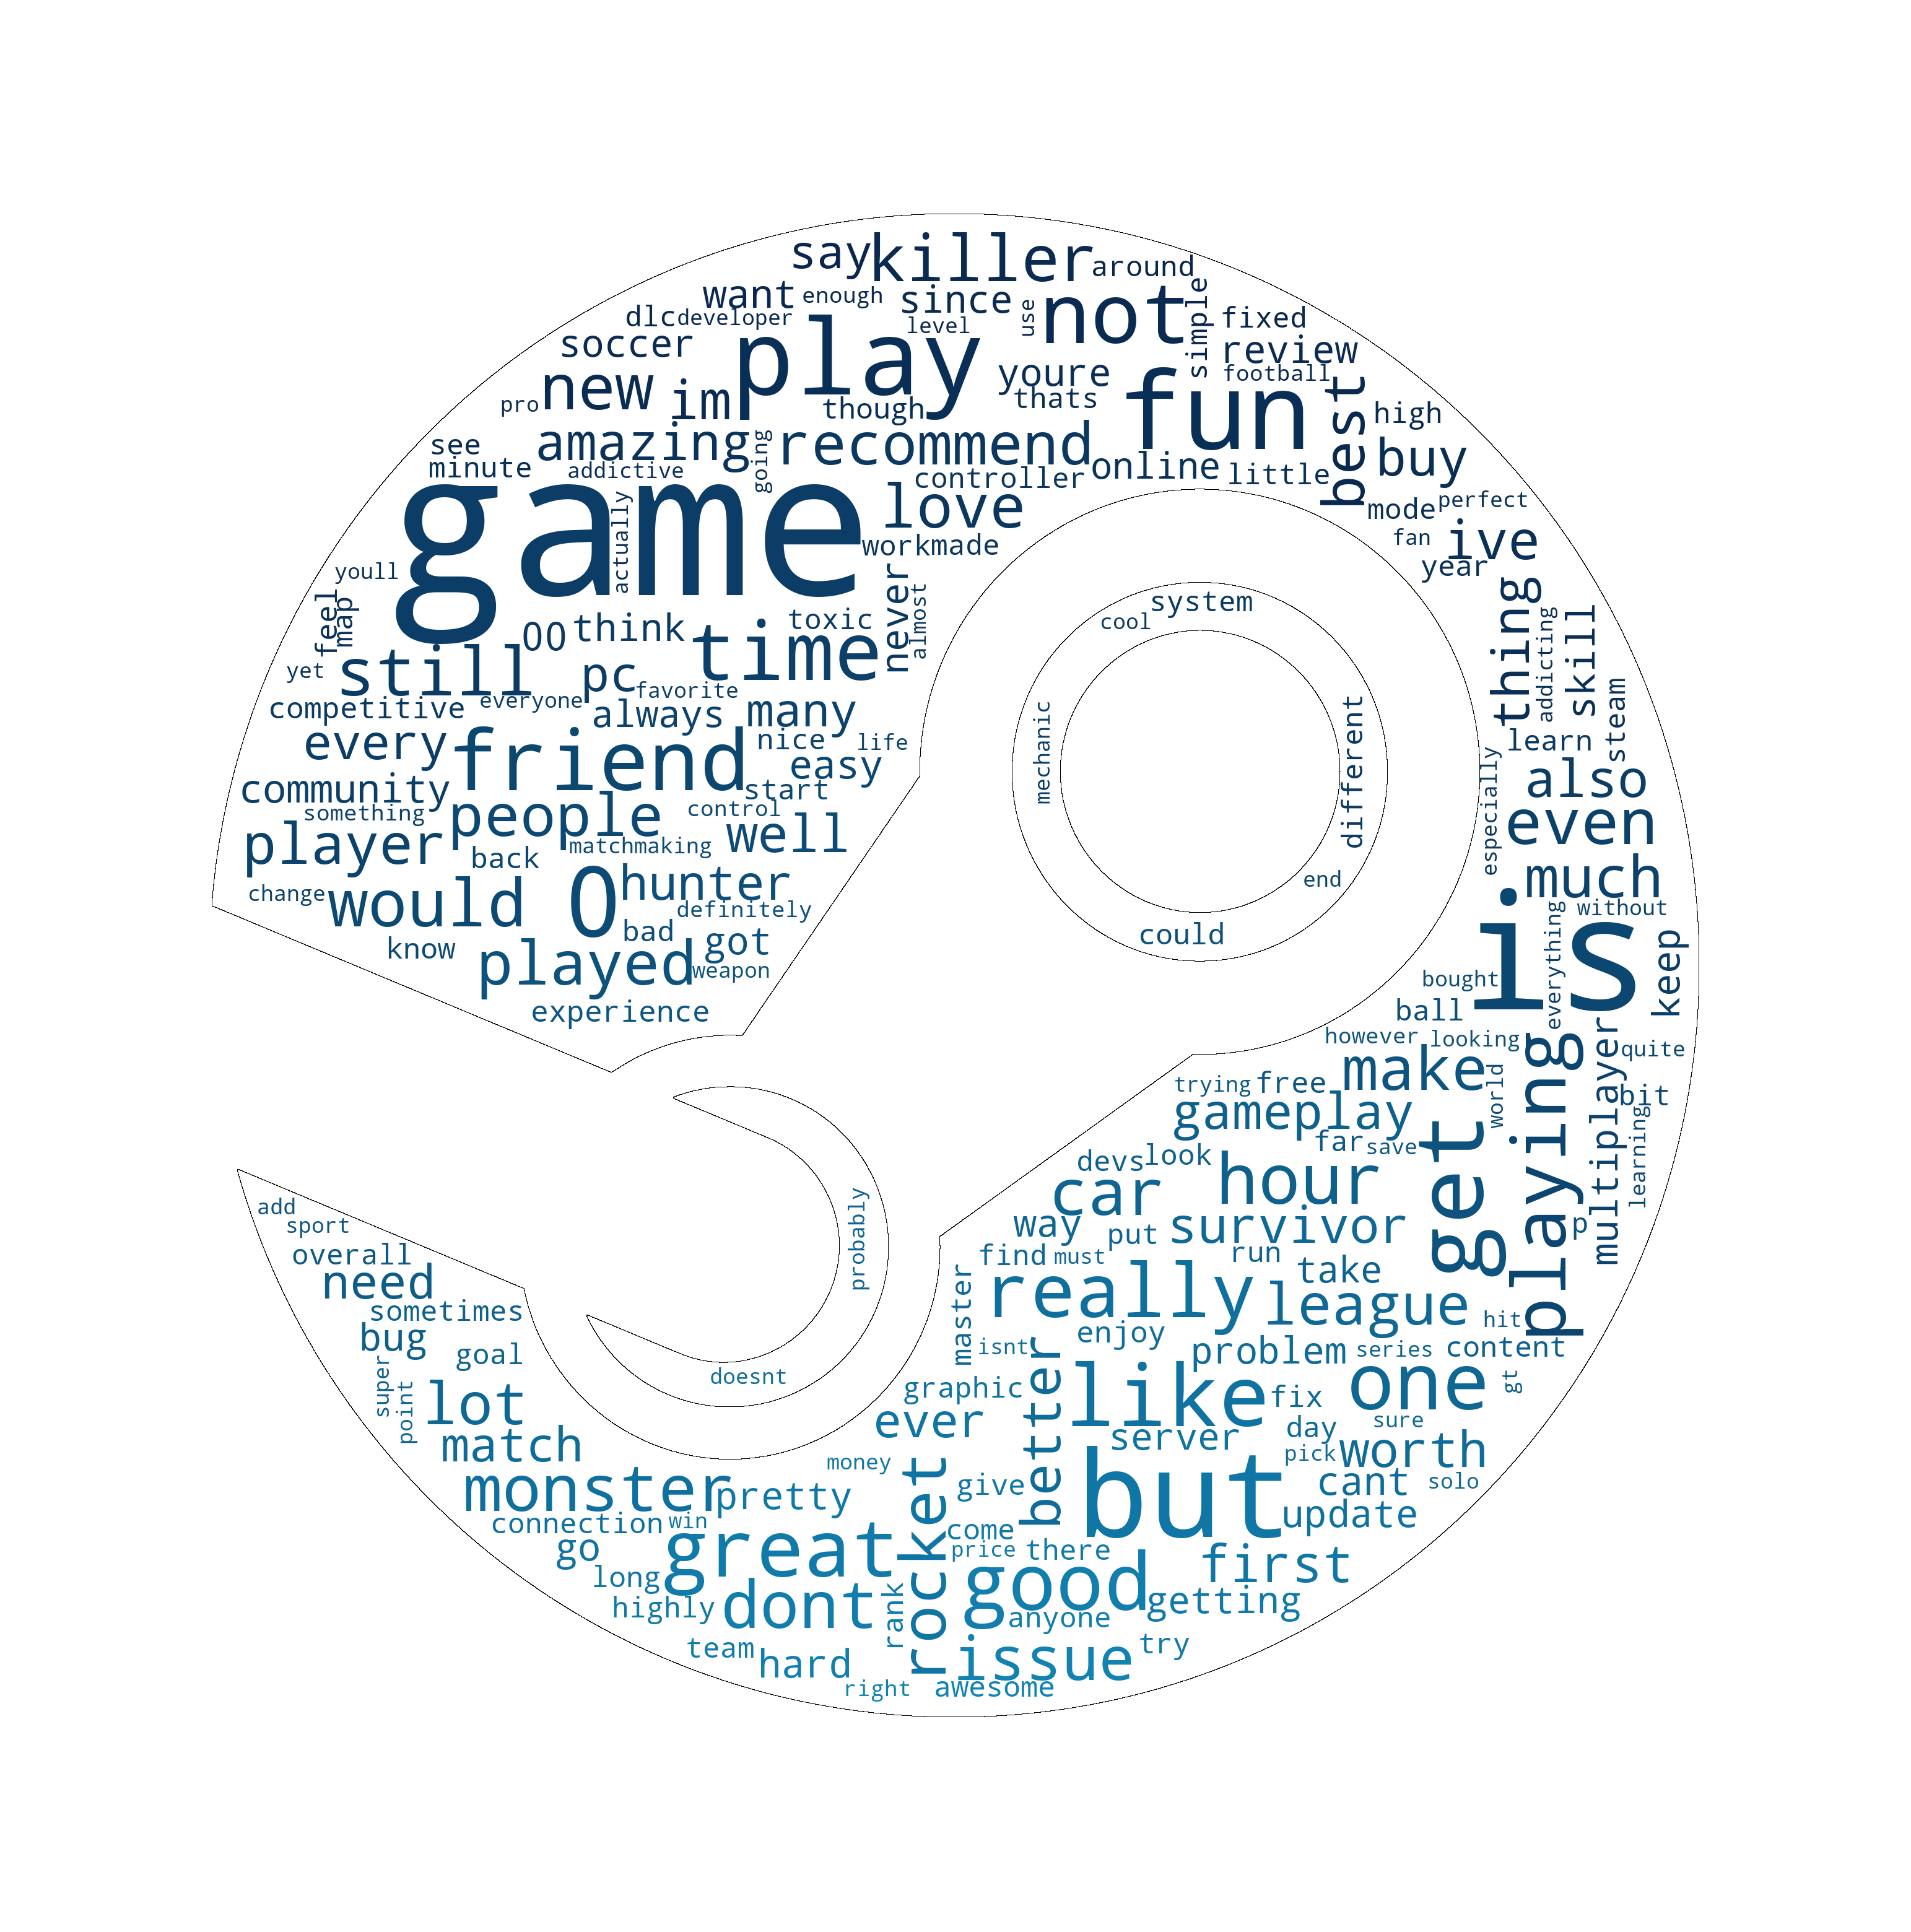 say
killer
around
want
enough
since
use
not
simple
fixed
dlc
developer
level
soccer
play
youre
review
football
new
im
pro
though
thats
fun
best
high
see
amazing
going
recommend
online
little
buy
minute
addictive
controller
game
actually
love
mode
perfect
work
made
fan
ive
year
youll
never
almost
system
cool
feel
map
OO
think
toxic
time
thing
addicting
skill
yet
still
pc
favorite
steam
competitive
everyone
always
many
mechanic
different
every
friend
nice
life
learn
community
easy
start
especially
also
something
people
control
even
player
back
matchmaking
well
much
change
would
O
hunter
definitely
end
is
without
know
bad
got
could
everything
keep
played
weapon
bought
experience
ball
however
looking
playing
multiplayer
quite
make
world
trying
free
bit
gameplay
get
learning
far
save
devs
look
hour
car
probably
add
way
put
survivor
p
sport
overall
find
must
run
take
need
master
really
league
sometimes
hit
bug
goal
isnt
enjoy
problem
series
content
super
point
doesnt
graphic
better
like
fix
one
gt
lot
ever
server
day
sure
match
money
rocket
pick
worth
monster
pretty
give
but
cant
solo
connection
win
come
update
go
great
price
there
first
long
highly
dont
rank
good
anyone
getting
team
hard
issue
try
right
awesome